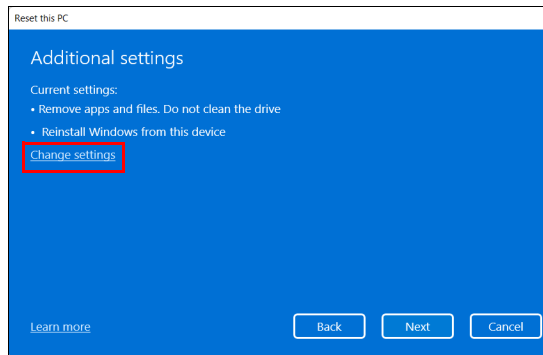 Reset this PC
Additional settings
Current settings:
• Remove apps and files. Do not clean the drive
• Reinstall Windows from this device
Change settings
Learn more
Back
Next
Cancel